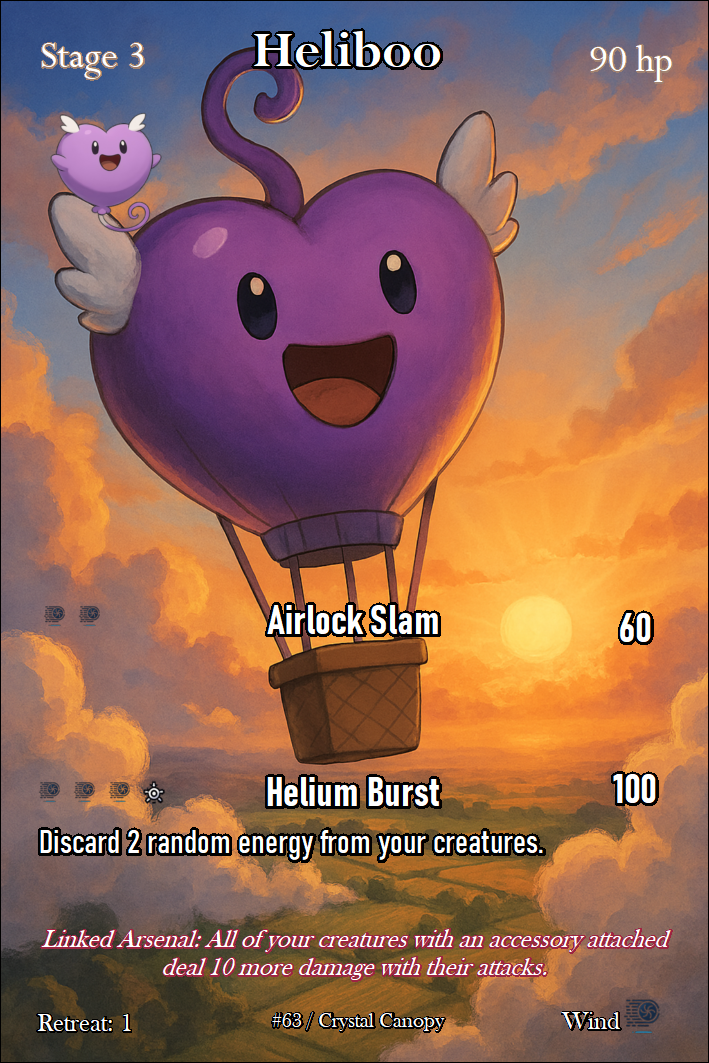 Stage 3
Heliboo
90 hp
Airlock Slam
60
Helium Burst
100
Discard 2 random energy from your creatures.
Linked Arsenal: All of your creatures with an accessory attached
deal 10 more damage with their attacks.
Retreat: 1
#63 / Crystal Canopy
Wind